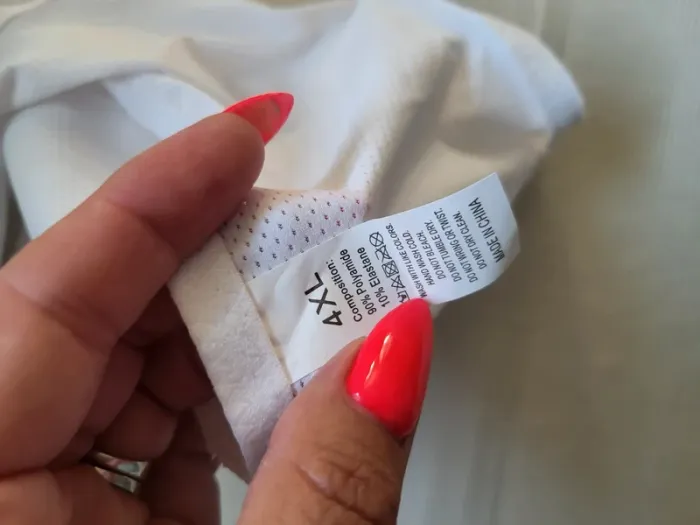 4XL
Composition:
90% Polyamide
10% Elastane
WASH WITH LIKE COLORS.
HAND WASH COLD.
DO NOT BLEACH.
DO NOT TUMBLE DRY.
DO NOT WRING OR TWIST.
DO NOT DRY CLEAN.
MADE IN CHINA